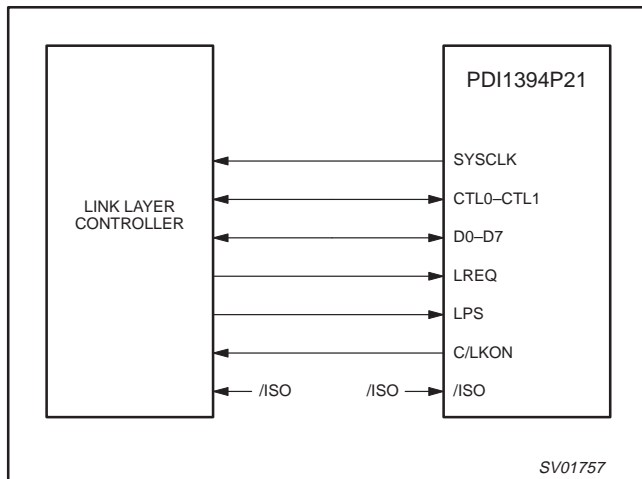 PDI1394P21
LINK LAYER
CONTROLLER
SYSCLK
CTL0–CTL1
D0–D7
LREQ
LPS
C/LKON
/ISO /ISO /ISO
SV01757